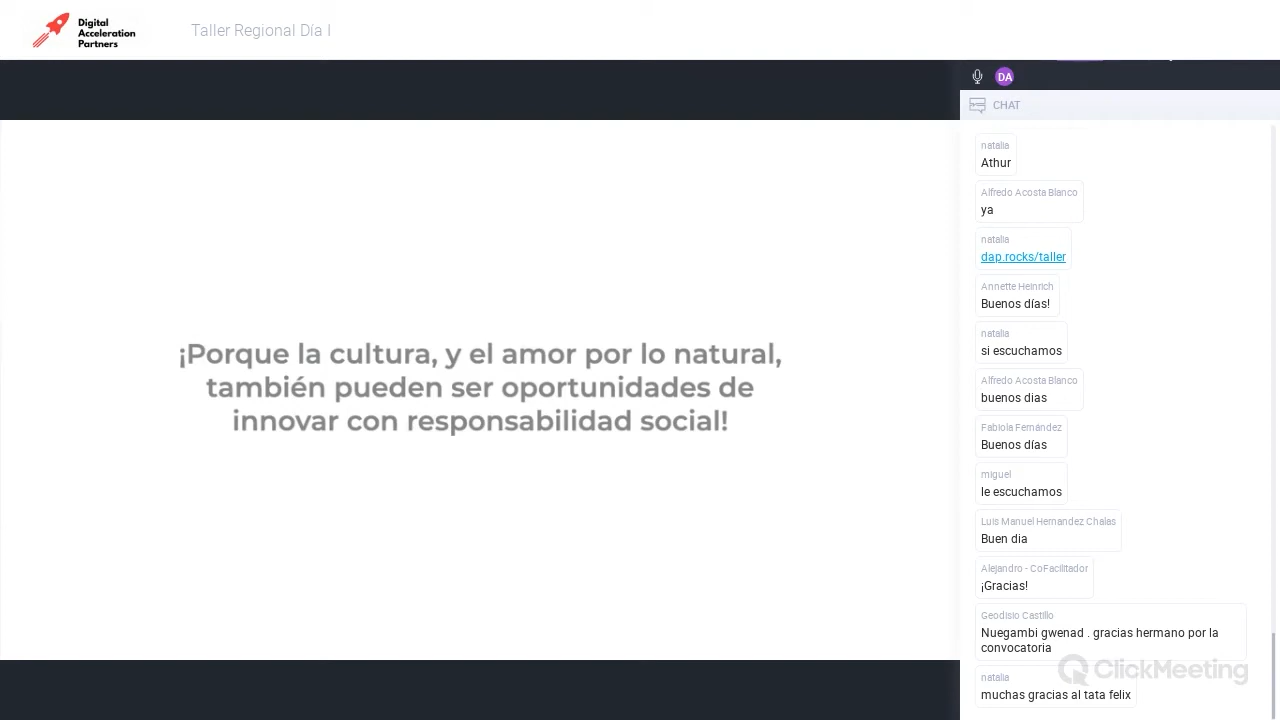 Digital
Acceleration
Partners
Taller Regional Día I
DA
CHAT
¡Porque la cultura, y el amor por lo natural,
también pueden ser oportunidades de
innovar con responsabilidad social!
natalia
Athur
Alfredo Acosta Blanco
ya
natalia
dap.rocks/taller
Annette Heinrich
Buenos días!
natalia
si escuchamos
Alfredo Acosta Blanco
buenos dias
Fabiola Fernández
Buenos días
miguel
le escuchamos
Luis Manuel Hernandez Chalas
Buen dia
Alejandro - CoFacilitador
¡Gracias!
Geodisio Castillo
Nuegambi gwenad . gracias hermano por la
convocatoria
natalia
muchas gracias al tata felix
ClickMeeting